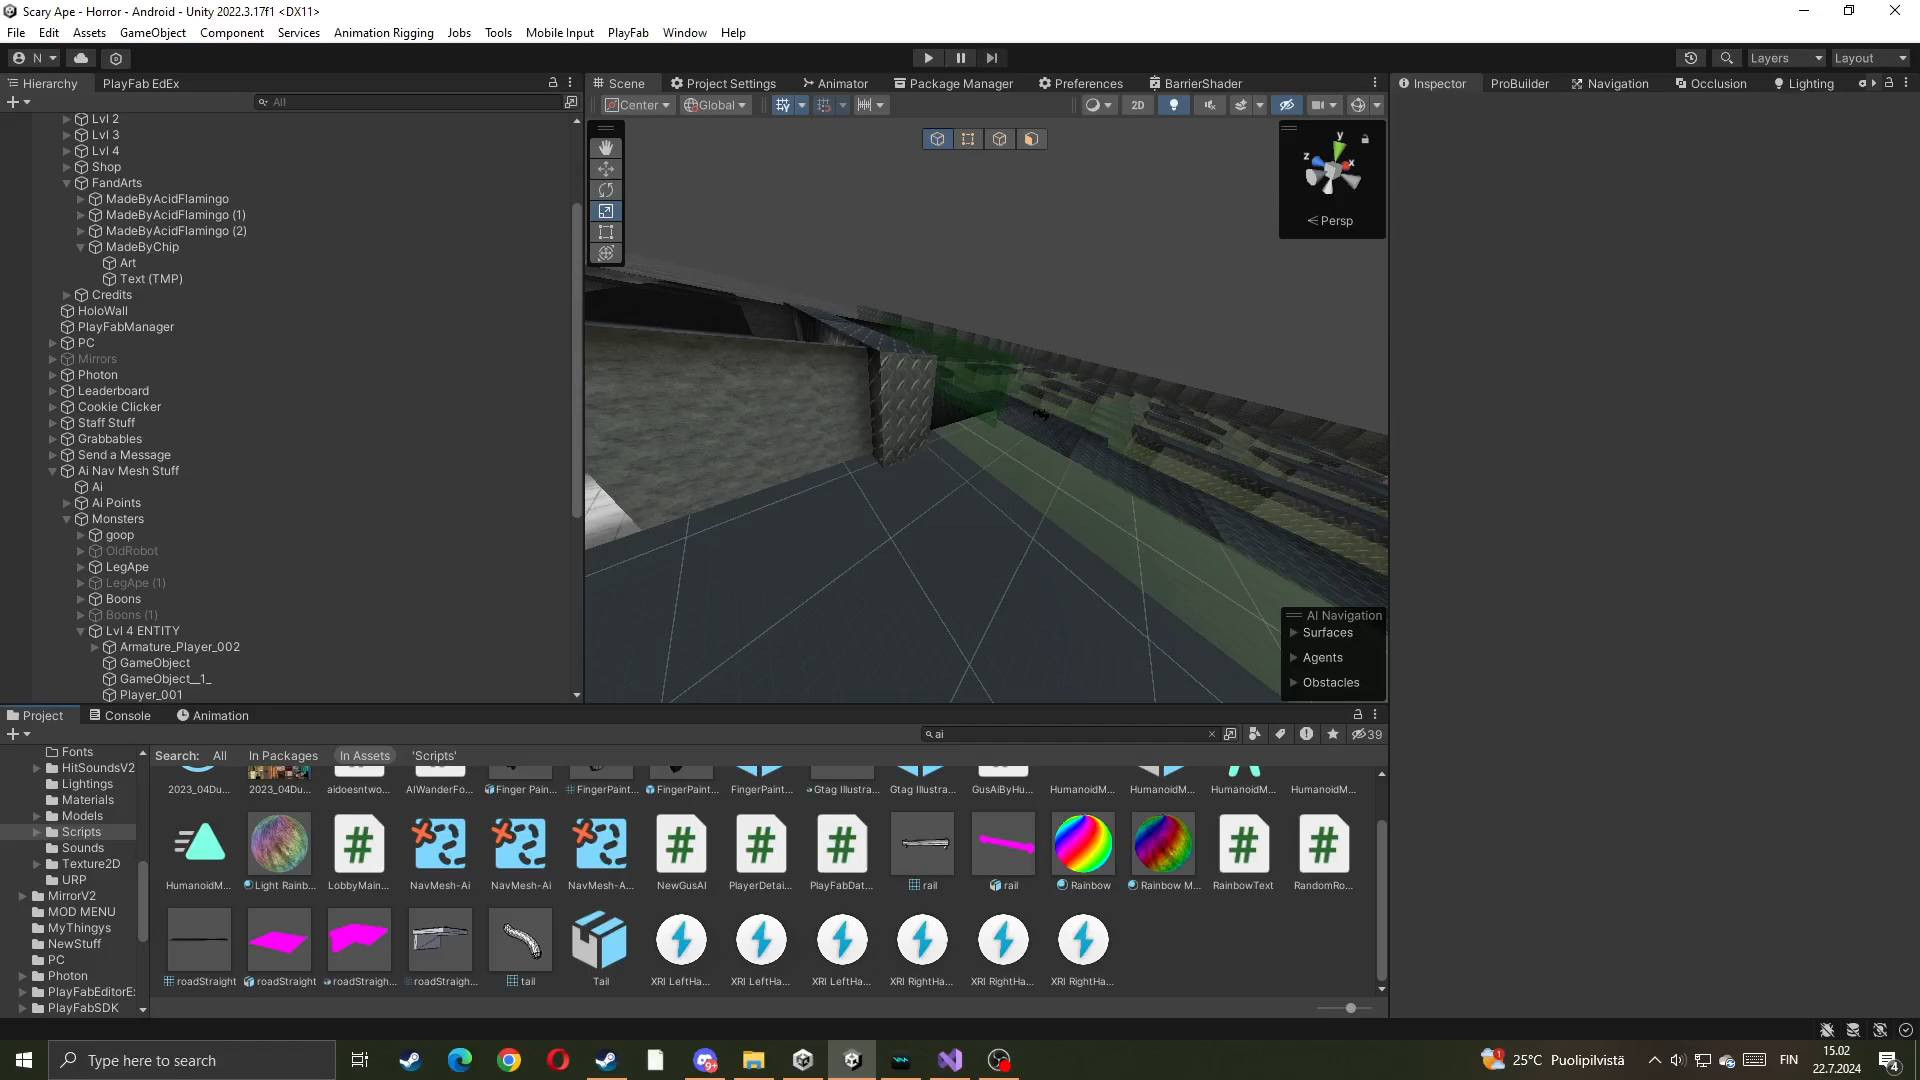 Scary Ape - Horror - Android - Unity 2022.3.17f1 <DX11>
File Edit Assets GameObject Component Services Animation Rigging Jobs Tools Mobile Input PlayFab Window Help
N Layers Layout
Hierarchy PlayFab EdEx
All
Lvl 2
Lvl 3
Lvl 4
Shop
FandArts
MadeByAcidFlamingo
MadeByAcidFlamingo (1)
MadeByAcidFlamingo (2)
MadeByChip
Art
Text (TMP)
Credits
HoloWall
PlayFabManager
PC
Mirrors
Photon
Leaderboard
Cookie Clicker
Staff Stuff
Grabbables
Send a Message
Ai Nav Mesh Stuff
Ai
Ai Points
Monsters
goop
OldRobot
LegApe
LegApe (1)
Boons
Boons (1)
Lvl 4 ENTITY
Armature_Player_002
GameObject
GameObject__1_
Player_001
Scene Project Settings Animator Package Manager Preferences BarrierShader
Center Global 2D
y
z x
Persp
AI Navigation
Surfaces
Agents
Obstacles
Inspector ProBuilder Navigation Occlusion Lighting
Project Console Animation
ai 39
Fonts
HitSoundsV2
Lightings
Materials
Models
Scripts
Sounds
Texture2D
URP
MirrorV2
MOD MENU
MyThingys
NewStuff
PC
Photon
PlayFabEditorE:
PlayFabSDK
Search: All In Packages In Assets 'Scripts'
2023_04Du... 2023_04Du... aidoesntwo... AIWanderFo... Finger Pain... FingerPaint... FingerPaint... FingerPaint... Gtag Illustra... Gtag Illustra... GusAiByHu... HumanoidM... HumanoidM... HumanoidM... HumanoidM...
HumanoidM... Light Rainb... LobbyMain... NavMesh-Ai NavMesh-Ai NavMesh-A... NewGusAI PlayerDetai... PlayFabDat... rail rail Rainbow Rainbow M... RainbowText RandomRo...
roadStraight roadStraight roadStraigh... roadStraigh... tail Tail XRI LeftHa... XRI LeftHa... XRI LeftHa... XRI RightHa... XRI RightHa... XRI RightHa...
Type here to search
9+
25°C Puolipilvistä
FIN
15.02
22.7.2024
4